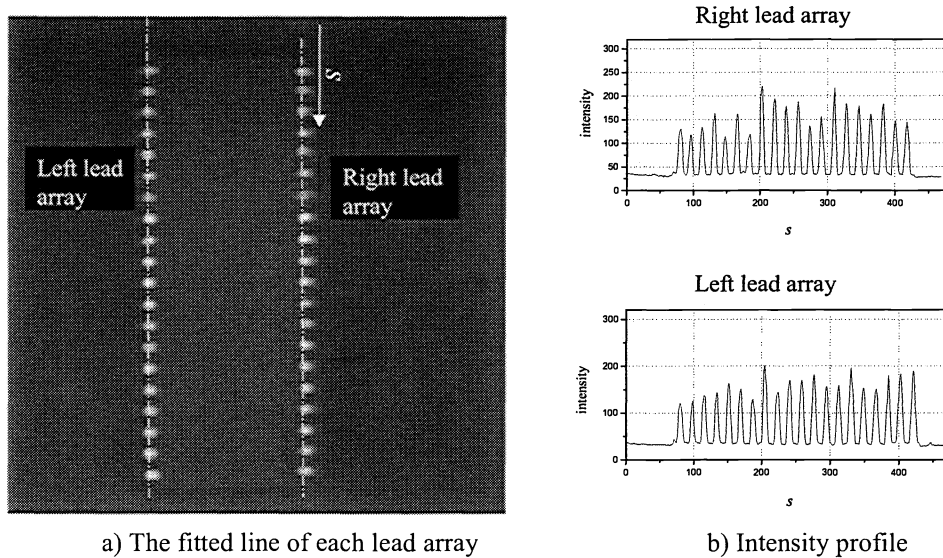 S
Left lead
array
Right lead
array
a) The fitted line of each lead array
Right lead array
300
250
200
150
100
50
0
100
200
300
400
intensity
s
Left lead array
300
200
100
0
0
100
200
300
400
intensity
s
b) Intensity profile